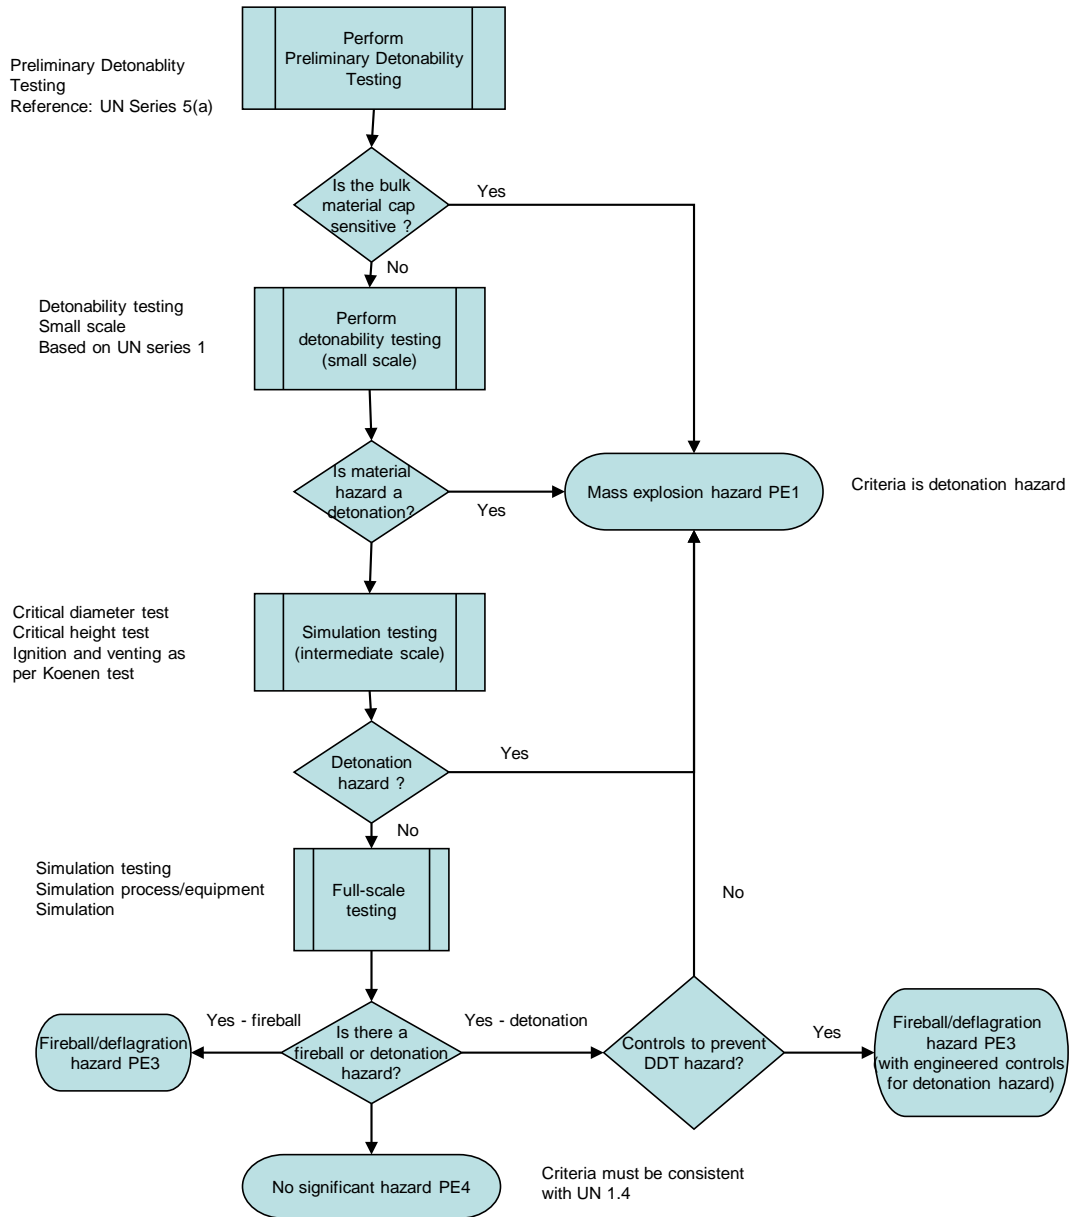 Perform
Preliminary Detonability
Testing
Preliminary Detonablity
Testing
Reference: UN Series 5(a)
Is the bulk
material cap
sensitive ?
Yes
No
Detonability testing
Small scale
Based on UN series 1
Perform
detonability testing
(small scale)
Is material
hazard a
detonation?
Yes
Mass explosion hazard PE1
Criteria is detonation hazard
Critical diameter test
Critical height test
Ignition and venting as
per Koenen test
Simulation testing
(intermediate scale)
Detonation
hazard ?
Yes
No
Simulation testing
Simulation process/equipment
Simulation
Full-scale
testing
No
Yes - fireball
Is there a
fireball or detonation
hazard?
Yes - detonation
Controls to prevent
DDT hazard?
Yes
Fireball/deflagration
hazard PE3
Fireball/deflagration
hazard PE3
(with engineered controls
for detonation hazard)
No significant hazard PE4
Criteria must be consistent
with UN 1.4